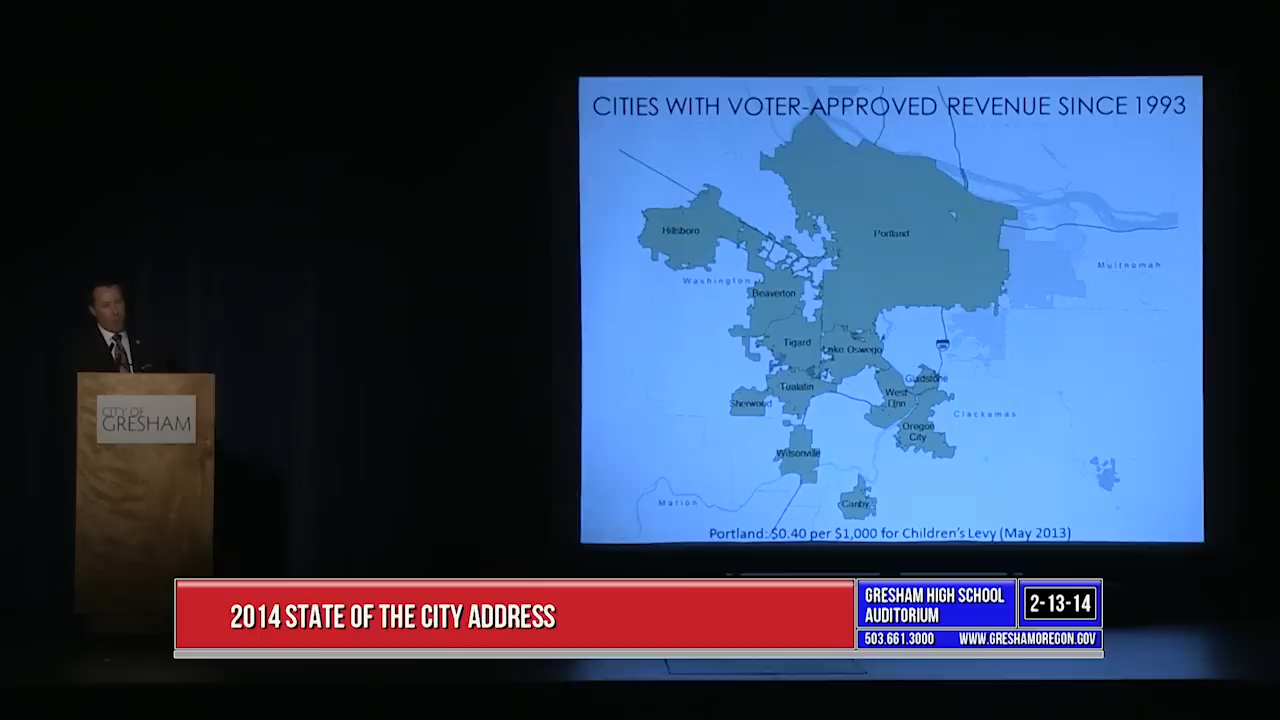 CITIES WITH VOTER-APPROVED REVENUE SINCE 1993
Hillsboro
Portland
Multnomah
Washington
Beaverton
Tigard
Lake Oswego
Tualatin
Gladstone
West
Linn
Sherwood
Clackamas
Oregon
City
Wilsonville
Marion
Canby
Portland: $0.40 per $1,000 for Children's Levy (May 2013)
CITY OF
GRESHAM
2014 STATE OF THE CITY ADDRESS
GRESHAM HIGH SCHOOL
AUDITORIUM
2-13-14
503.661.3000 WWW.GRESHAMOREGON.GOV